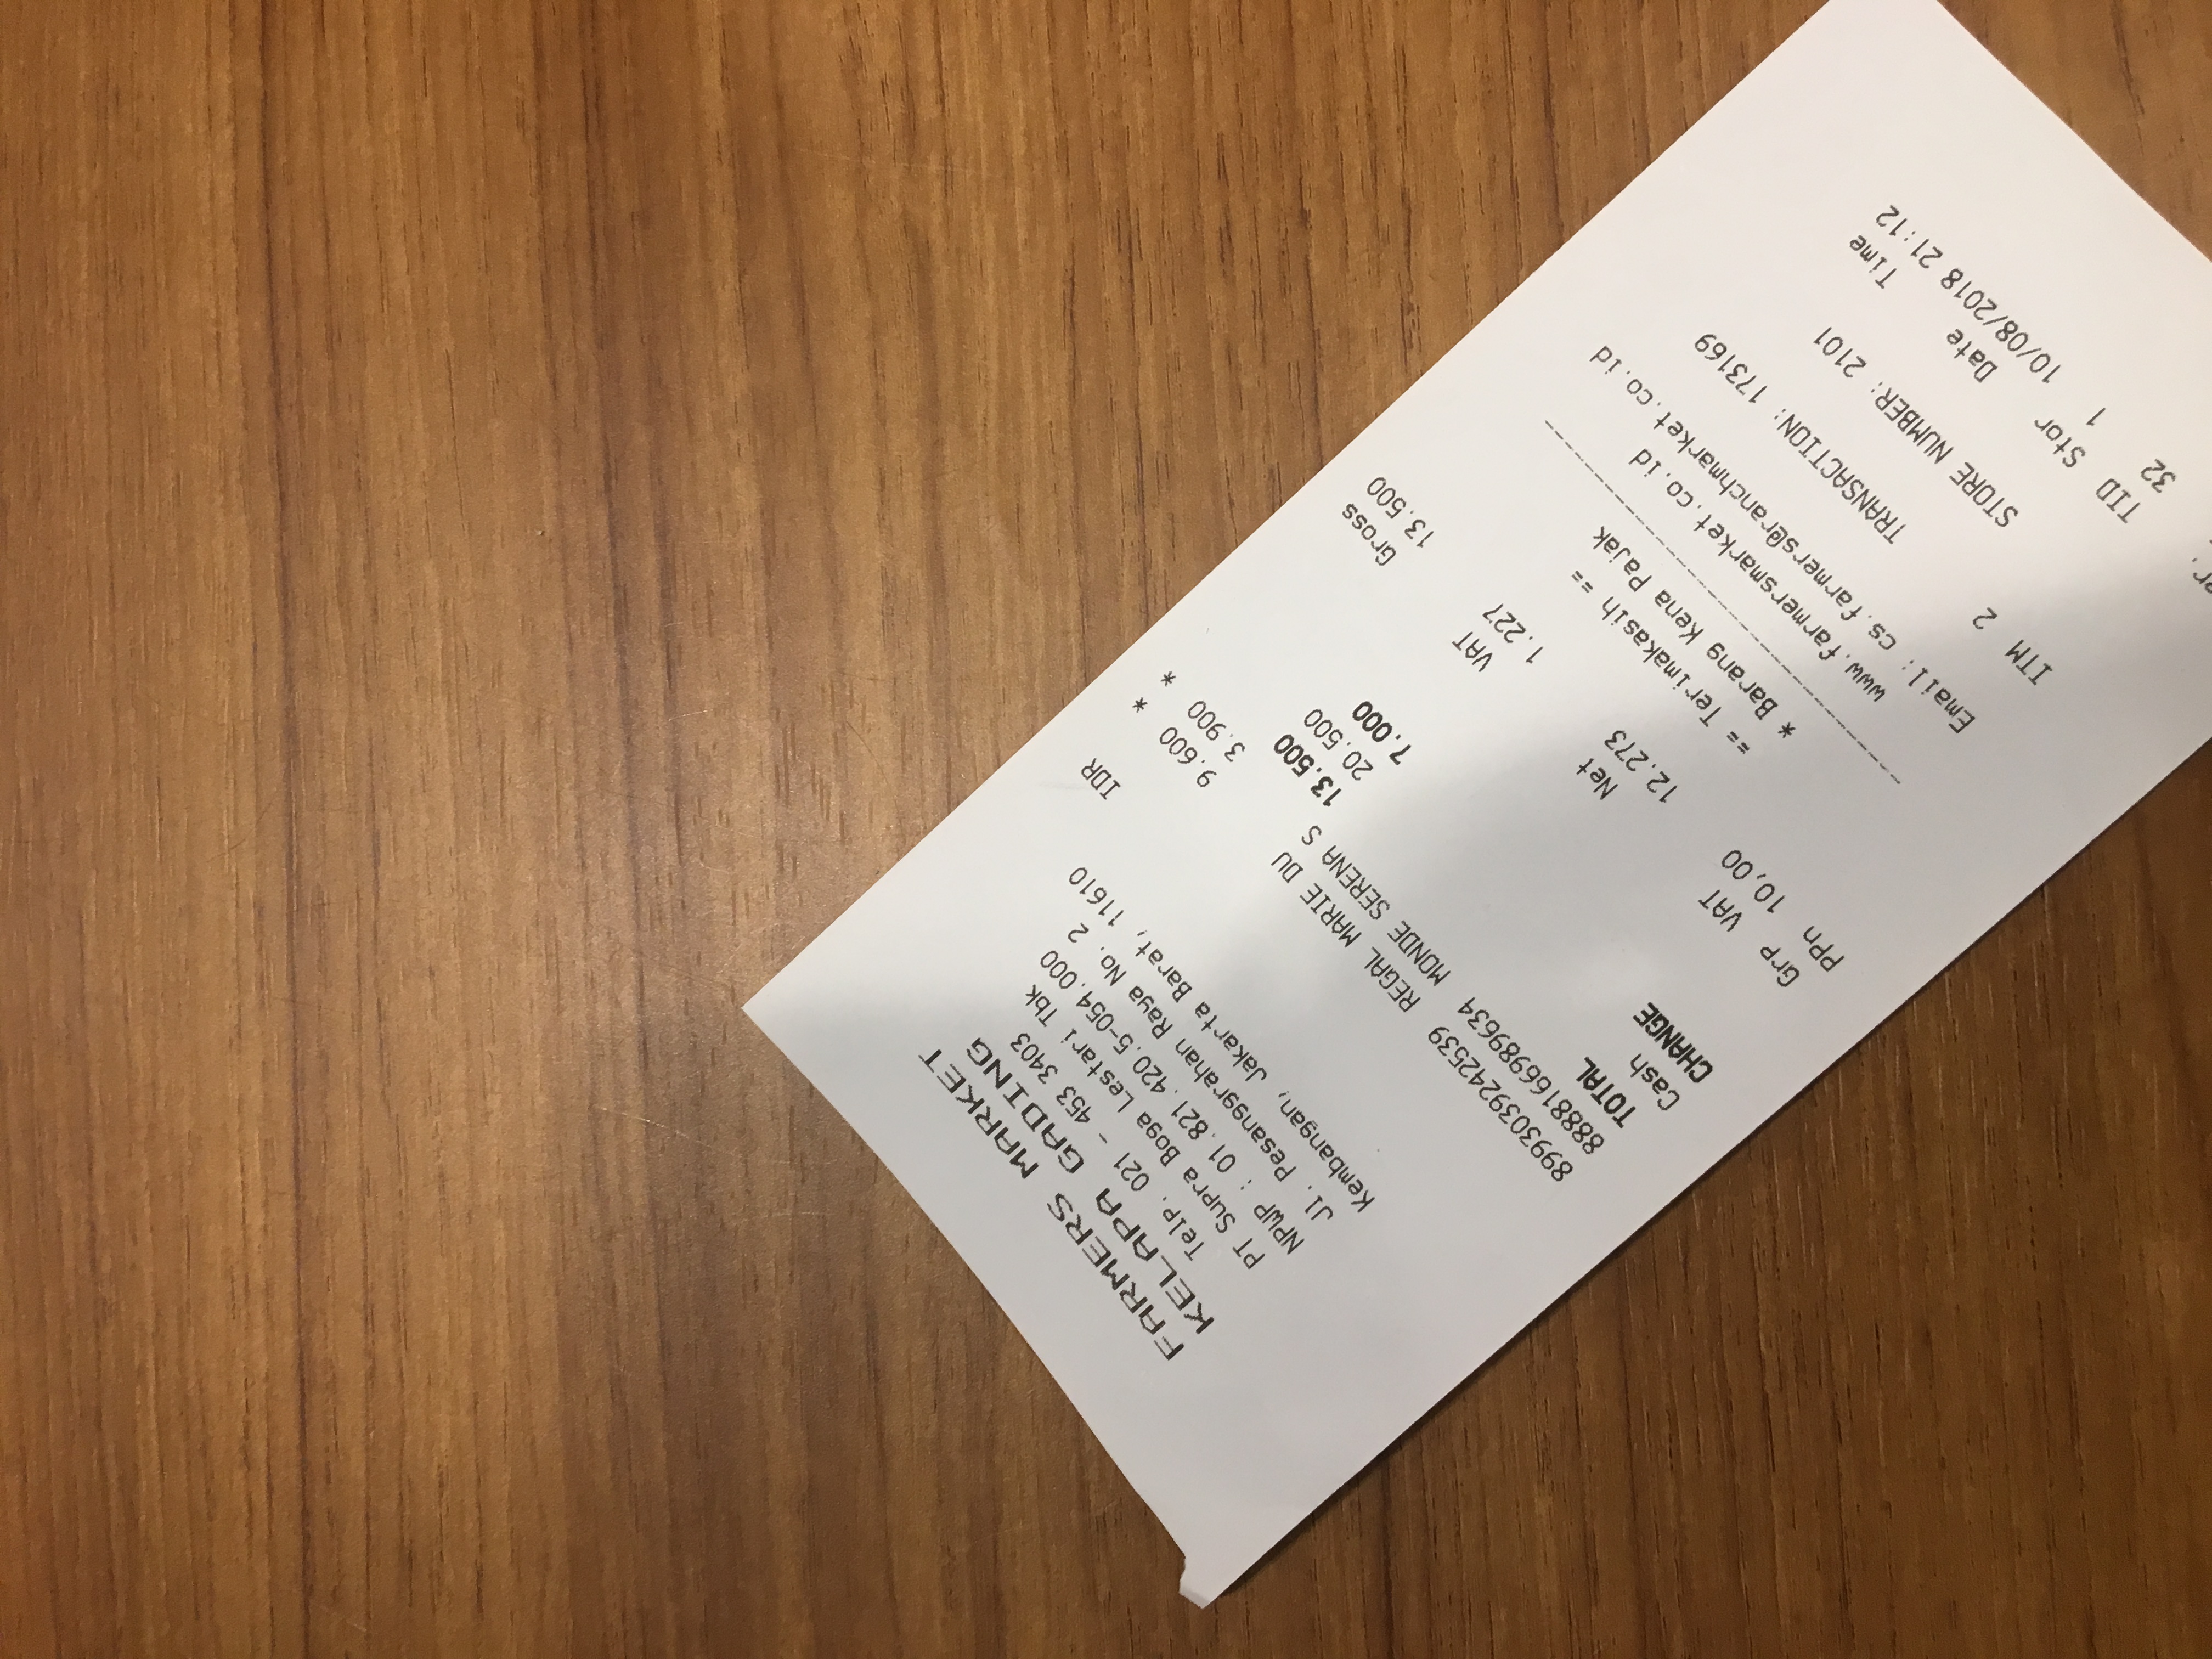 FARMERS MARKET
KELAPA GADING
Telp. 021 - 453 3403
PT Supra Boga Lestari Tbk
NPWP : 01.821.420.5-054.000
Jl. Pesanggrahan Raya No. 2
Kembangan, Jakarta Barat, 11610
IDR
8993039242539 REGAL MARIE DU 9.600 *
8888166989634 MONDE SERENA S 3.900 *
TOTAL 13.500
Cash 20.500
CHANGE 7.000
Grp VAT Net VAT Gross
PPn 10,00 12.273 1.227 13.500
== Terimakasih ==
* Barang Kena Pajak
www.farmersmarket.co.id
Email: cs.farmers@ranchmarket.co.id
ITM 2 TRANSACTION: 173169
STORE NUMBER: 2101
TID Stor Date Time
32 1 10/08/2018 21:12